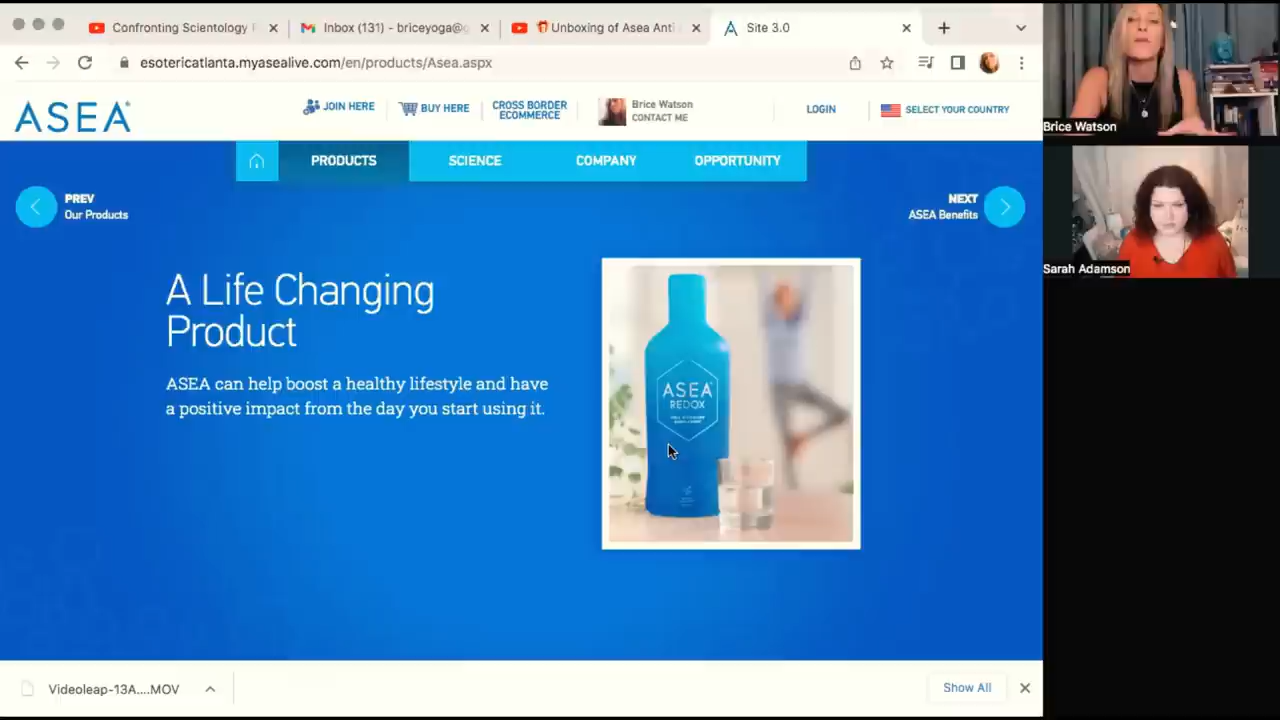 Confronting Scientology
Inbox (131) - briceyoga@g
Unboxing of Asea Anti
Site 3.0
esotericatlanta.myasealive.com/en/products/Asea.aspx
ASEA
JOIN HERE
BUY HERE
CROSS BORDER
ECOMMERCE
Brice Watson
CONTACT ME
LOGIN
SELECT YOUR COUNTRY
PRODUCTS
SCIENCE
COMPANY
OPPORTUNITY
PREV
Our Products
NEXT
ASEA Benefits
A Life Changing
Product
ASEA can help boost a healthy lifestyle and have
a positive impact from the day you start using it.
ASEA
REDOX
Videoleap-13A....MOV
Show All
Brice Watson
Sarah Adamson